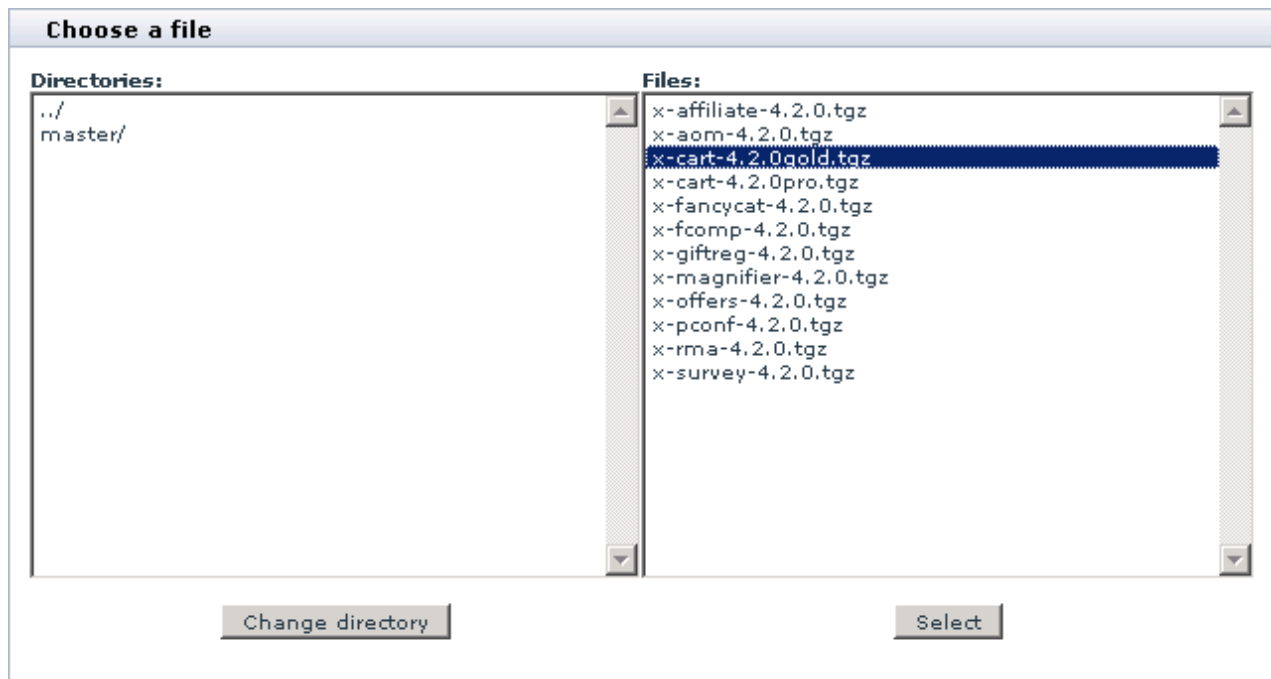 Choose a file
Directories:
../
master/
Files:
x-affiliate-4.2.0.tgz
x-aom-4.2.0.tgz
x-cart-4.2.0gold.tgz
x-cart-4.2.0pro.tgz
x-fancycat-4.2.0.tgz
x-fcomp-4.2.0.tgz
x-giftreg-4.2.0.tgz
x-magnifier-4.2.0.tgz
x-offers-4.2.0.tgz
x-pconf-4.2.0.tgz
x-rma-4.2.0.tgz
x-survey-4.2.0.tgz
Change directory
Select